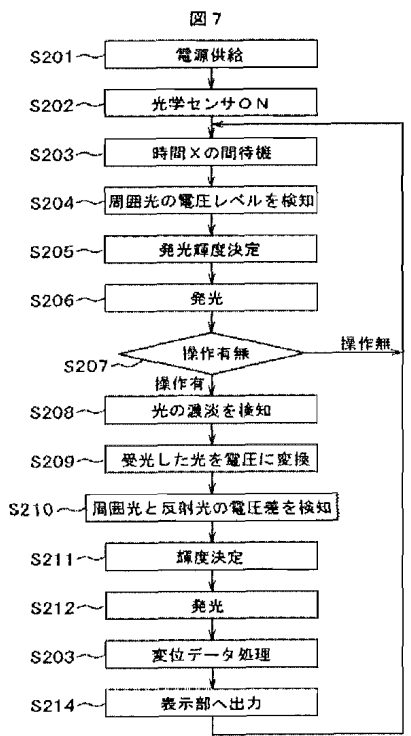 図7
S201 電源供給
S202 光学センサON
S203 時間Xの間待機
S204 周囲光の電圧レベルを検知
S205 発光輝度決定
S206 発光
S207 操作有無 操作無
操作有
S208 光の濃淡を検知
S209 受光した光を電圧に変換
S210 周囲光と反射光の電圧差を検知
S211 輝度決定
S212 発光
S203 変位データ処理
S214 表示部へ出力